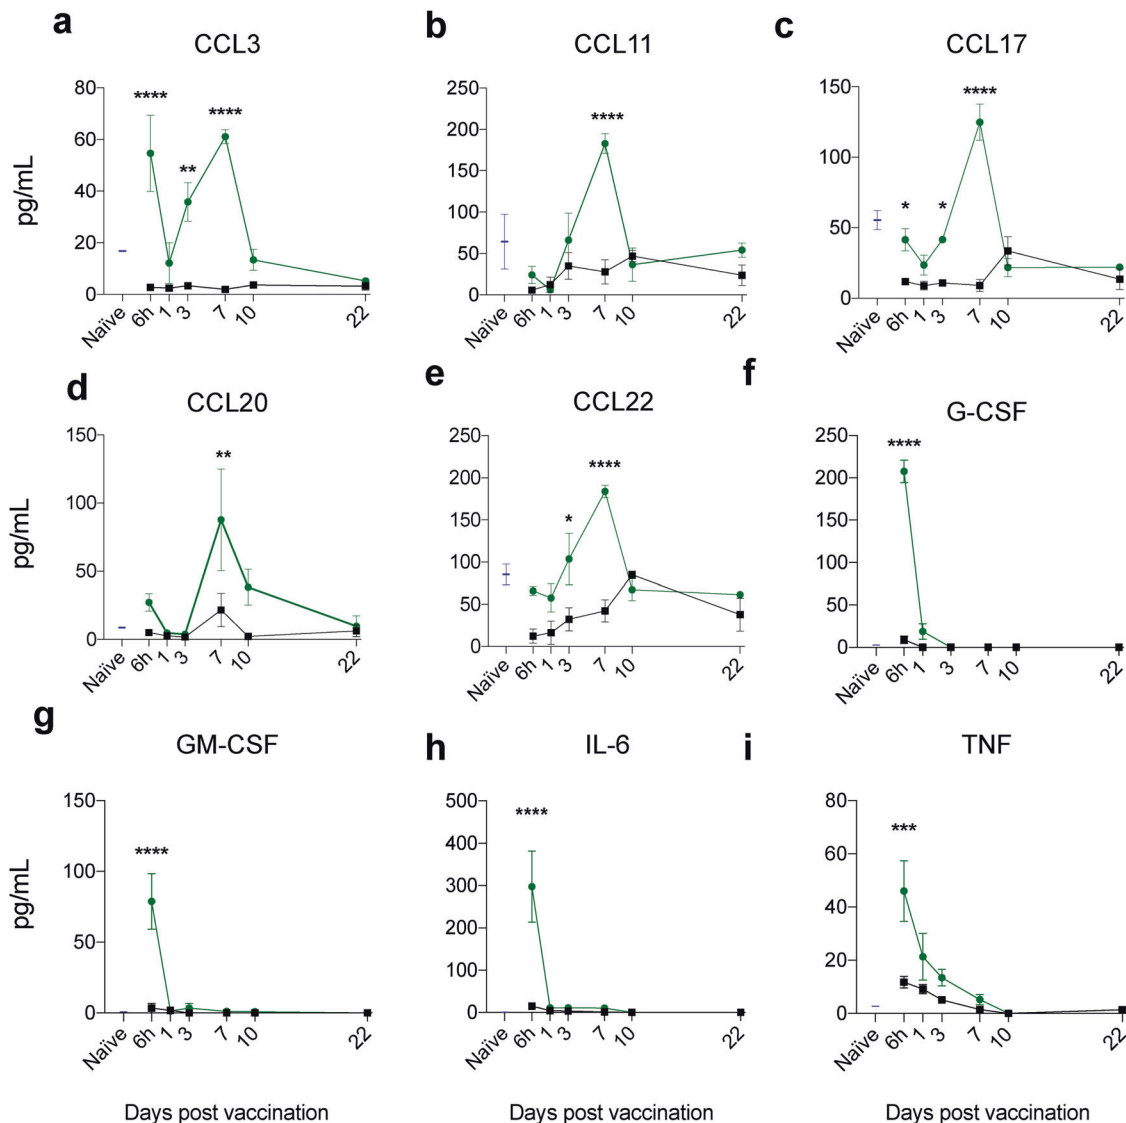 a
CCL3
b
CCL11
c
CCL17
pg/mL
80
60
40
20
0
****
**
****
Naïve
6h
1
3
7
10
22
250
200
150
100
50
0
****
Naïve
6h
1
3
7
10
22
150
100
50
0
*
*
****
Naïve
6h
1
3
7
10
22
d
CCL20
e
CCL22
f
G-CSF
pg/mL
150
100
50
0
**
Naïve
6h
1
3
7
10
22
250
200
150
100
50
0
*
****
Naïve
6h
1
3
7
10
22
250
200
150
100
50
0
****
Naïve
6h
1
3
7
10
22
g
GM-CSF
h
IL-6
i
TNF
pg/mL
150
100
50
0
****
Naïve
6h
1
3
7
10
22
Days post vaccination
500
400
300
200
100
0
****
Naïve
6h
1
3
7
10
22
Days post vaccination
80
60
40
20
0
***
Naïve
6h
1
3
7
10
22
Days post vaccination